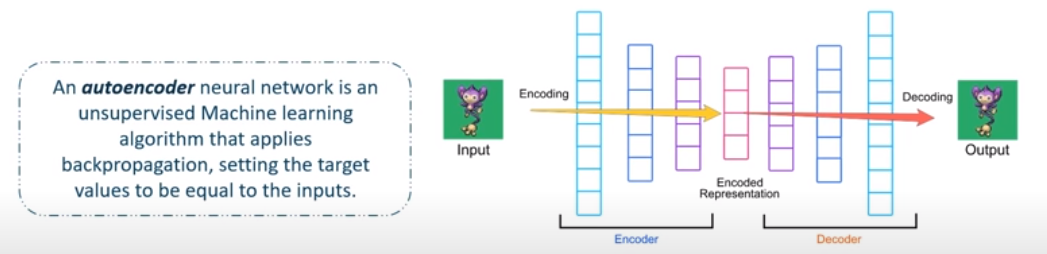 An autoencoder neural network is an
unsupervised Machine learning
algorithm that applies
backpropagation, setting the target
values to be equal to the inputs.
Input
Encoding
Encoded
Representation
Decoding
Output
Encoder
Decoder